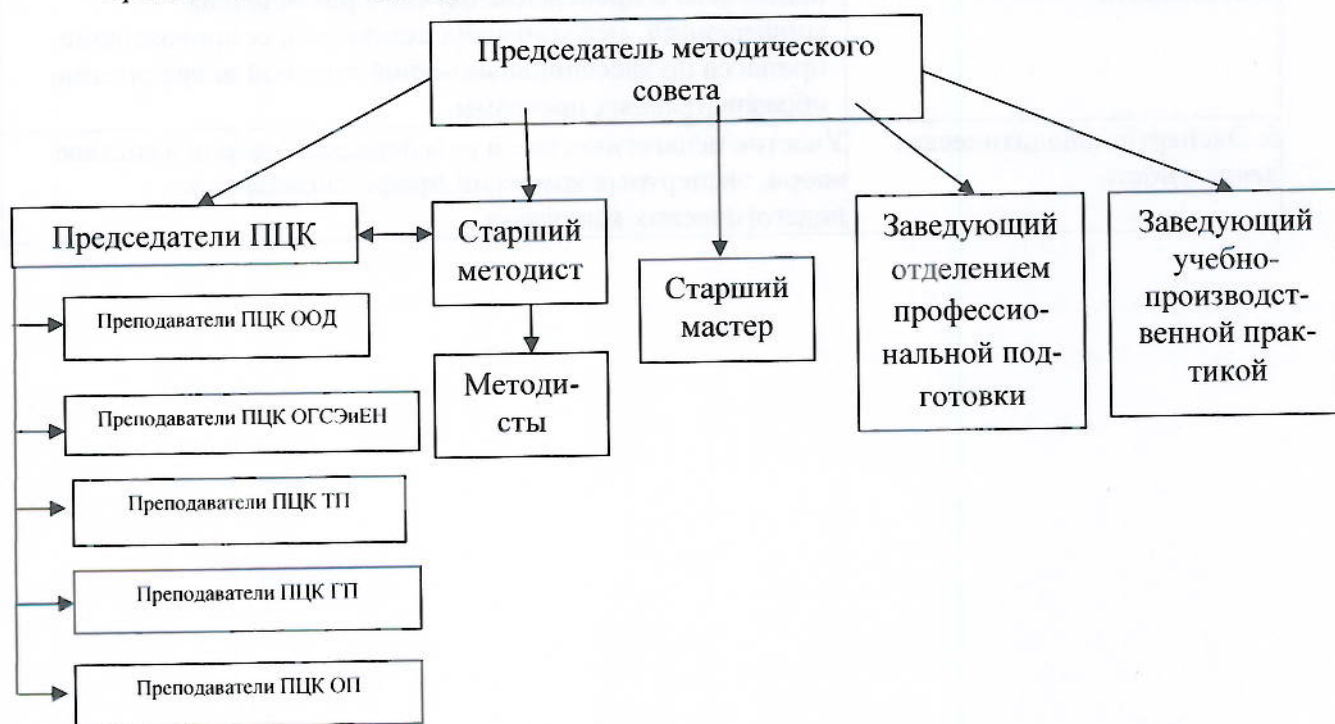 Председатель методического
совета
Председатели ПЦК
Старший
методист
Старший
мастер
Заведующий
отделением
профессио-
нальной под-
готовки
Заведующий
учебно-
производст-
венной прак-
тикой
Методи-
сты
Преподаватели ПЦК ООД
Преподаватели ПЦК ОГСЭиЕН
Преподаватели ПЦК ТП
Преподаватели ПЦК ГП
Преподаватели ПЦК ОП